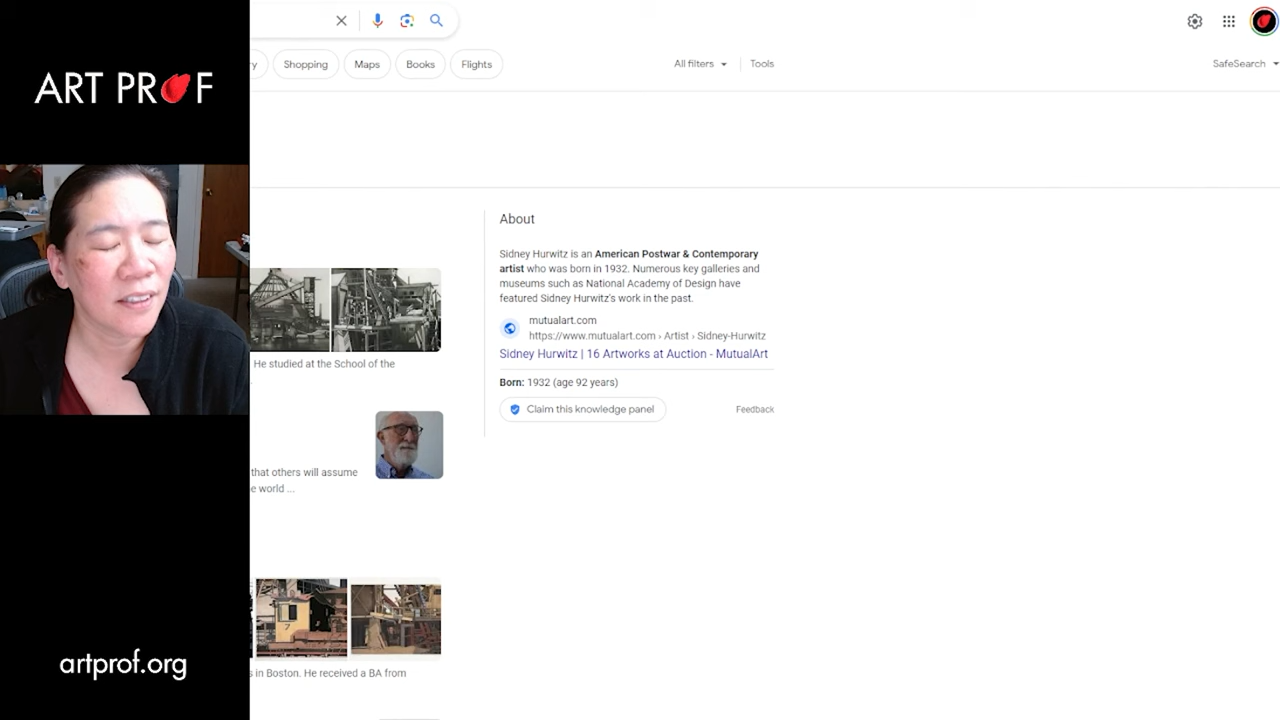 ART PROF
ry
Shopping
Maps
Books
Flights
All filters
Tools
SafeSearch
About
Sidney Hurwitz is an American Postwar & Contemporary
artist who was born in 1932. Numerous key galleries and
museums such as National Academy of Design have
featured Sidney Hurwitz's work in the past.
mutualart.com
https://www.mutualart.com › Artist › Sidney-Hurwitz
Sidney Hurwitz | 16 Artworks at Auction - MutualArt
Born: 1932 (age 92 years)
Claim this knowledge panel
Feedback
He studied at the School of the
that others will assume
e world ...
7
s in Boston. He received a BA from
artprof.org